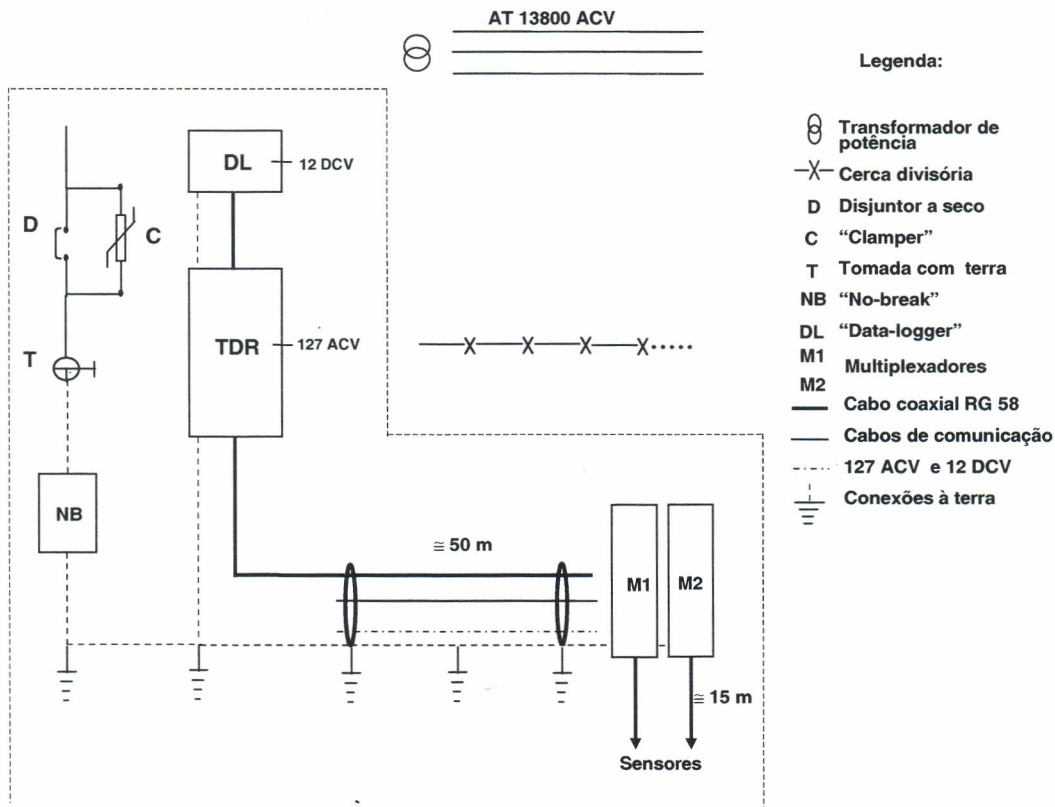 AT 13800 ACV
Legenda:
Transformador de
potência
Cerca divisória
D Disjuntor a seco
C “Clamper”
T Tomada com terra
NB “No-break”
DL “Data-logger”
M1
Multiplexadores
M2
Cabo coaxial RG 58
Cabos de comunicação
127 ACV e 12 DCV
Conexões à terra
DL
12 DCV
D
C
TDR
127 ACV
T
NB
≅ 50 m
M1
M2
≅ 15 m
Sensores